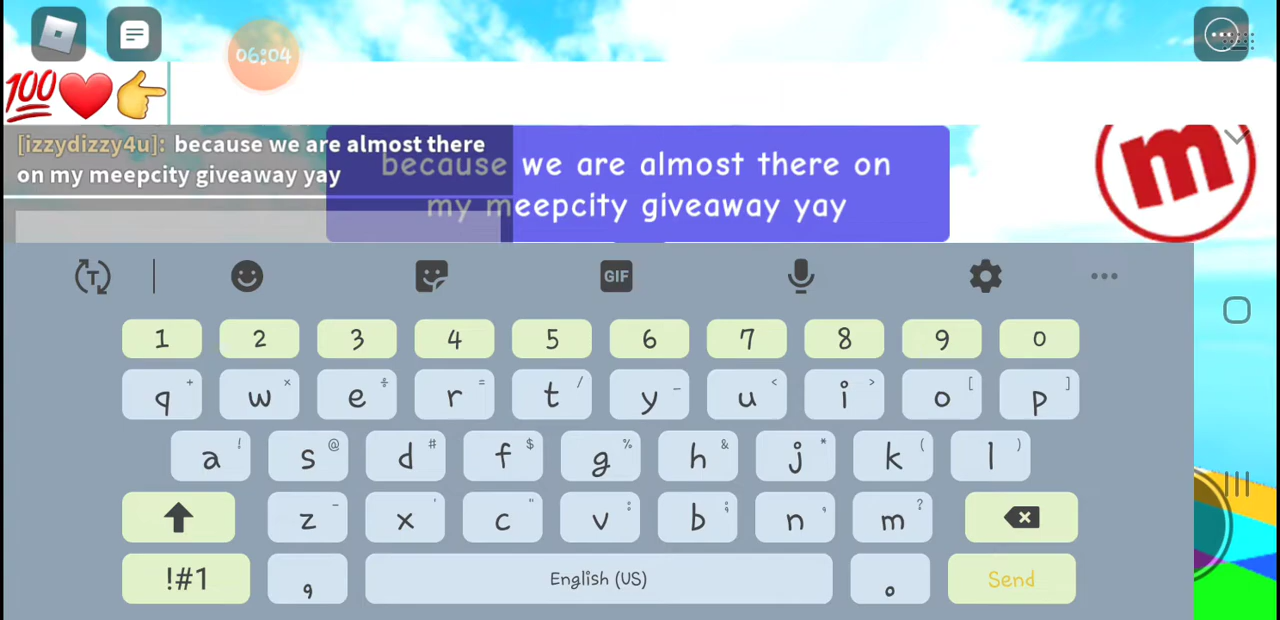 06:04
💯❤️👉
[izzydizzy4u]: because we are almost there
on my meepcity giveaway yay
because we are almost there on
my meepcity giveaway yay
m
T
GIF
1 2 3 4 5 6 7 8 9 0
q + w × e ÷ r = t / y _ u < i > o [ p ]
a ! s @ d # f $ g % h & j * k ( l )
z - x ' c " v : b ; n , m ?
!#1 , English (US) . Send